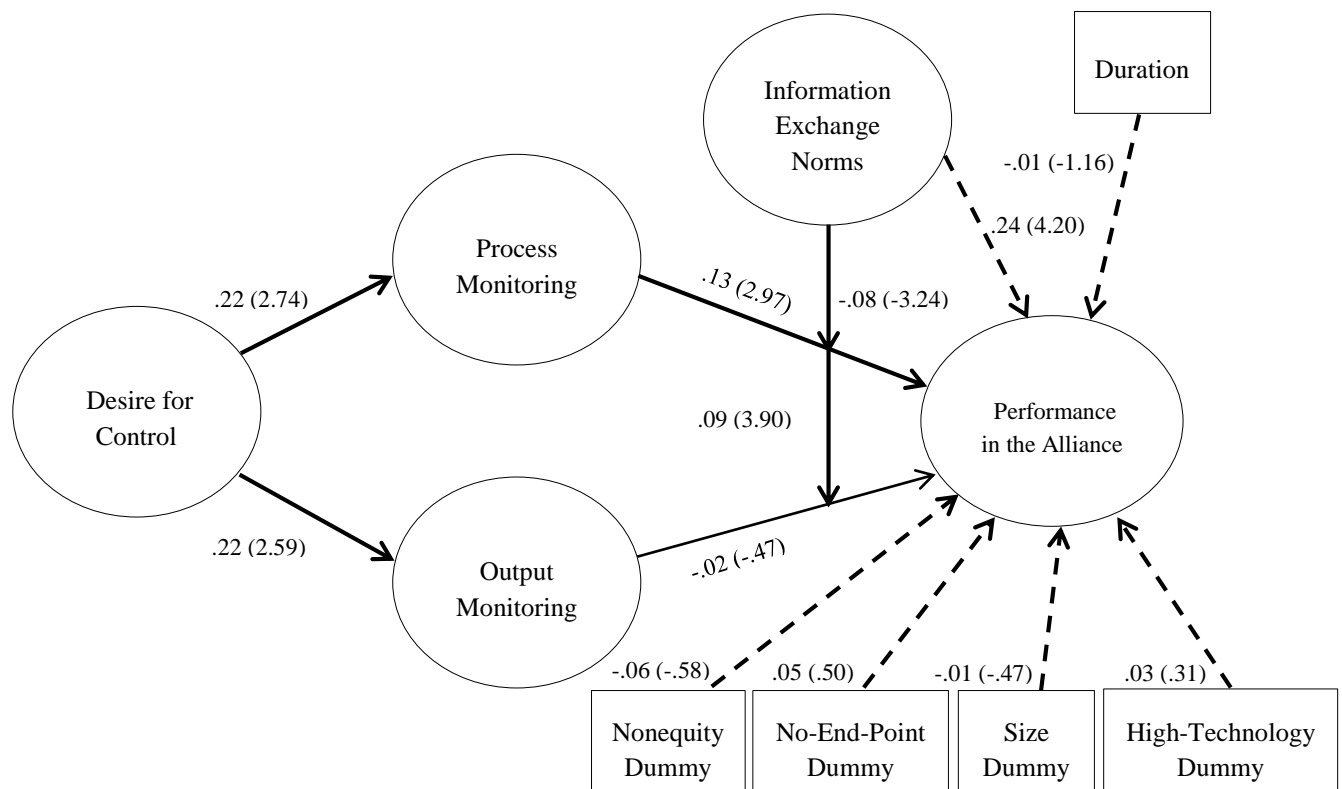 Information
Exchange
Norms
Duration
-.01 (-1.16)
.24 (4.20)
Process
Monitoring
.22 (2.74)
.13 (2.97)
-.08 (-3.24)
Desire for
Control
.09 (3.90)
Performance
in the Alliance
.22 (2.59)
Output
Monitoring
-.02 (-.47)
-.06 (-.58)
.05 (.50)
-.01 (-.47)
.03 (.31)
Nonequity
Dummy
No-End-Point
Dummy
Size
Dummy
High-Technology
Dummy